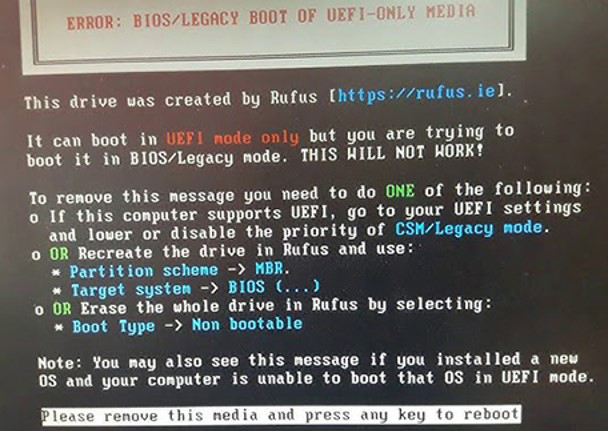 ERROR: BIOS/LEGACY BOOT OF UEFI-ONLY MEDIA
This drive was created by Rufus [https://rufus.ie].
It can boot in UEFI mode only but you are trying to
boot it in BIOS/Legacy mode. THIS WILL NOT WORK!
To remove this message you need to do ONE of the following:
o If this computer supports UEFI, go to your UEFI settings
and lower or disable the priority of CSM/Legacy mode.
o OR Recreate the drive in Rufus and use:
* Partition scheme -> MBR.
* Target system -> BIOS (...)
o OR Erase the whole drive in Rufus by selecting:
* Boot Type -> Non bootable
Note: You may also see this message if you installed a new
OS and your computer is unable to boot that OS in UEFI mode.
Please remove this media and press any key to reboot